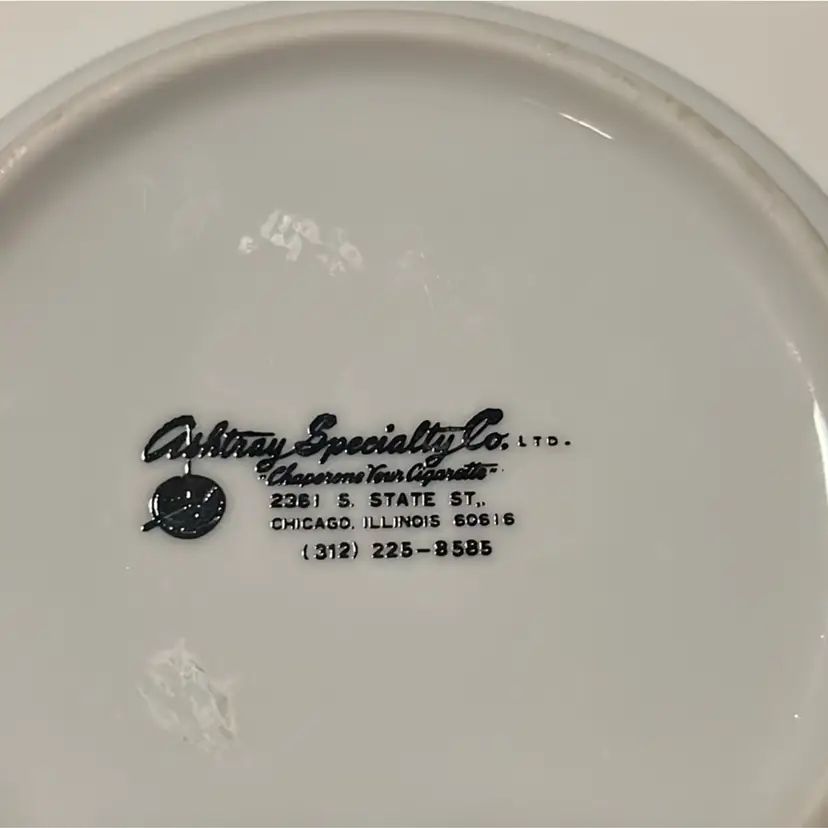 Ashtray Specialty Co. LTD.
"Chaperone Your Cigarette"
2361 S. STATE ST.,
CHICAGO, ILLINOIS 60616
(312) 225-8585